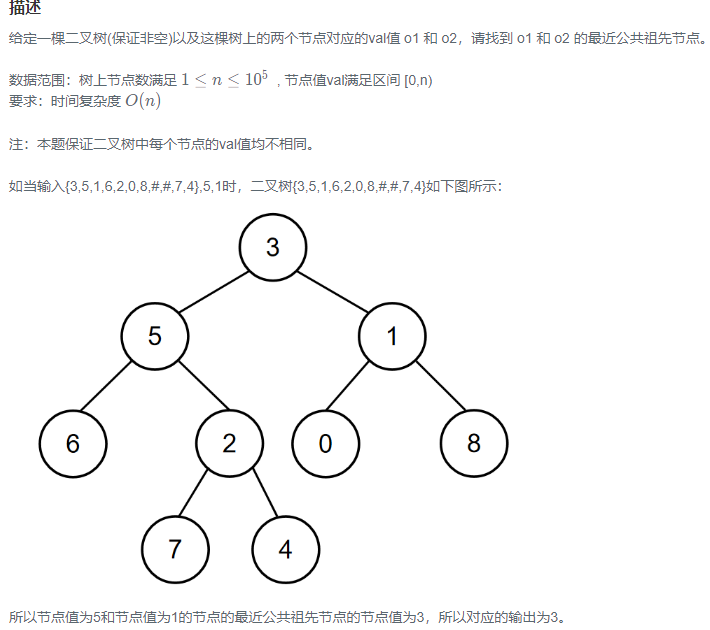 描述
给定一棵二叉树(保证非空)以及这棵树上的两个节点对应的val值 o1 和 o2，请找到 o1 和 o2 的最近公共祖先节点。
数据范围：树上节点数满足 1 ≤ n ≤ 10⁵ , 节点值val满足区间 [0,n)
要求：时间复杂度 O(n)
注：本题保证二叉树中每个节点的val值均不相同。
如当输入{3,5,1,6,2,0,8,#,#,7,4},5,1时，二叉树{3,5,1,6,2,0,8,#,#,7,4}如下图所示：
3
5 1
6 2 0 8
7 4
所以节点值为5和节点值为1的节点的最近公共祖先节点的节点值为3，所以对应的输出为3。